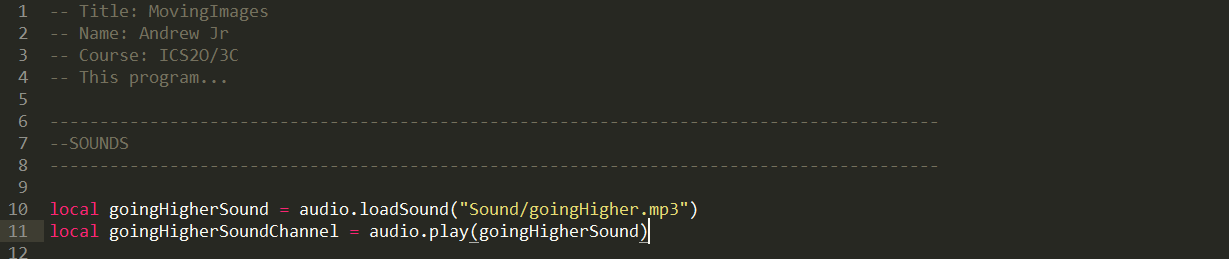 1 -- Title: MovingImages
2 -- Name: Andrew Jr
3 -- Course: ICS2O/3C
4 -- This program...
5
6 -----------------------------------------------------------------------------------------
7 --SOUNDS
8 -----------------------------------------------------------------------------------------
9
10 local goingHigherSound = audio.loadSound("Sound/goingHigher.mp3")
11 local goingHigherSoundChannel = audio.play(goingHigherSound)
12